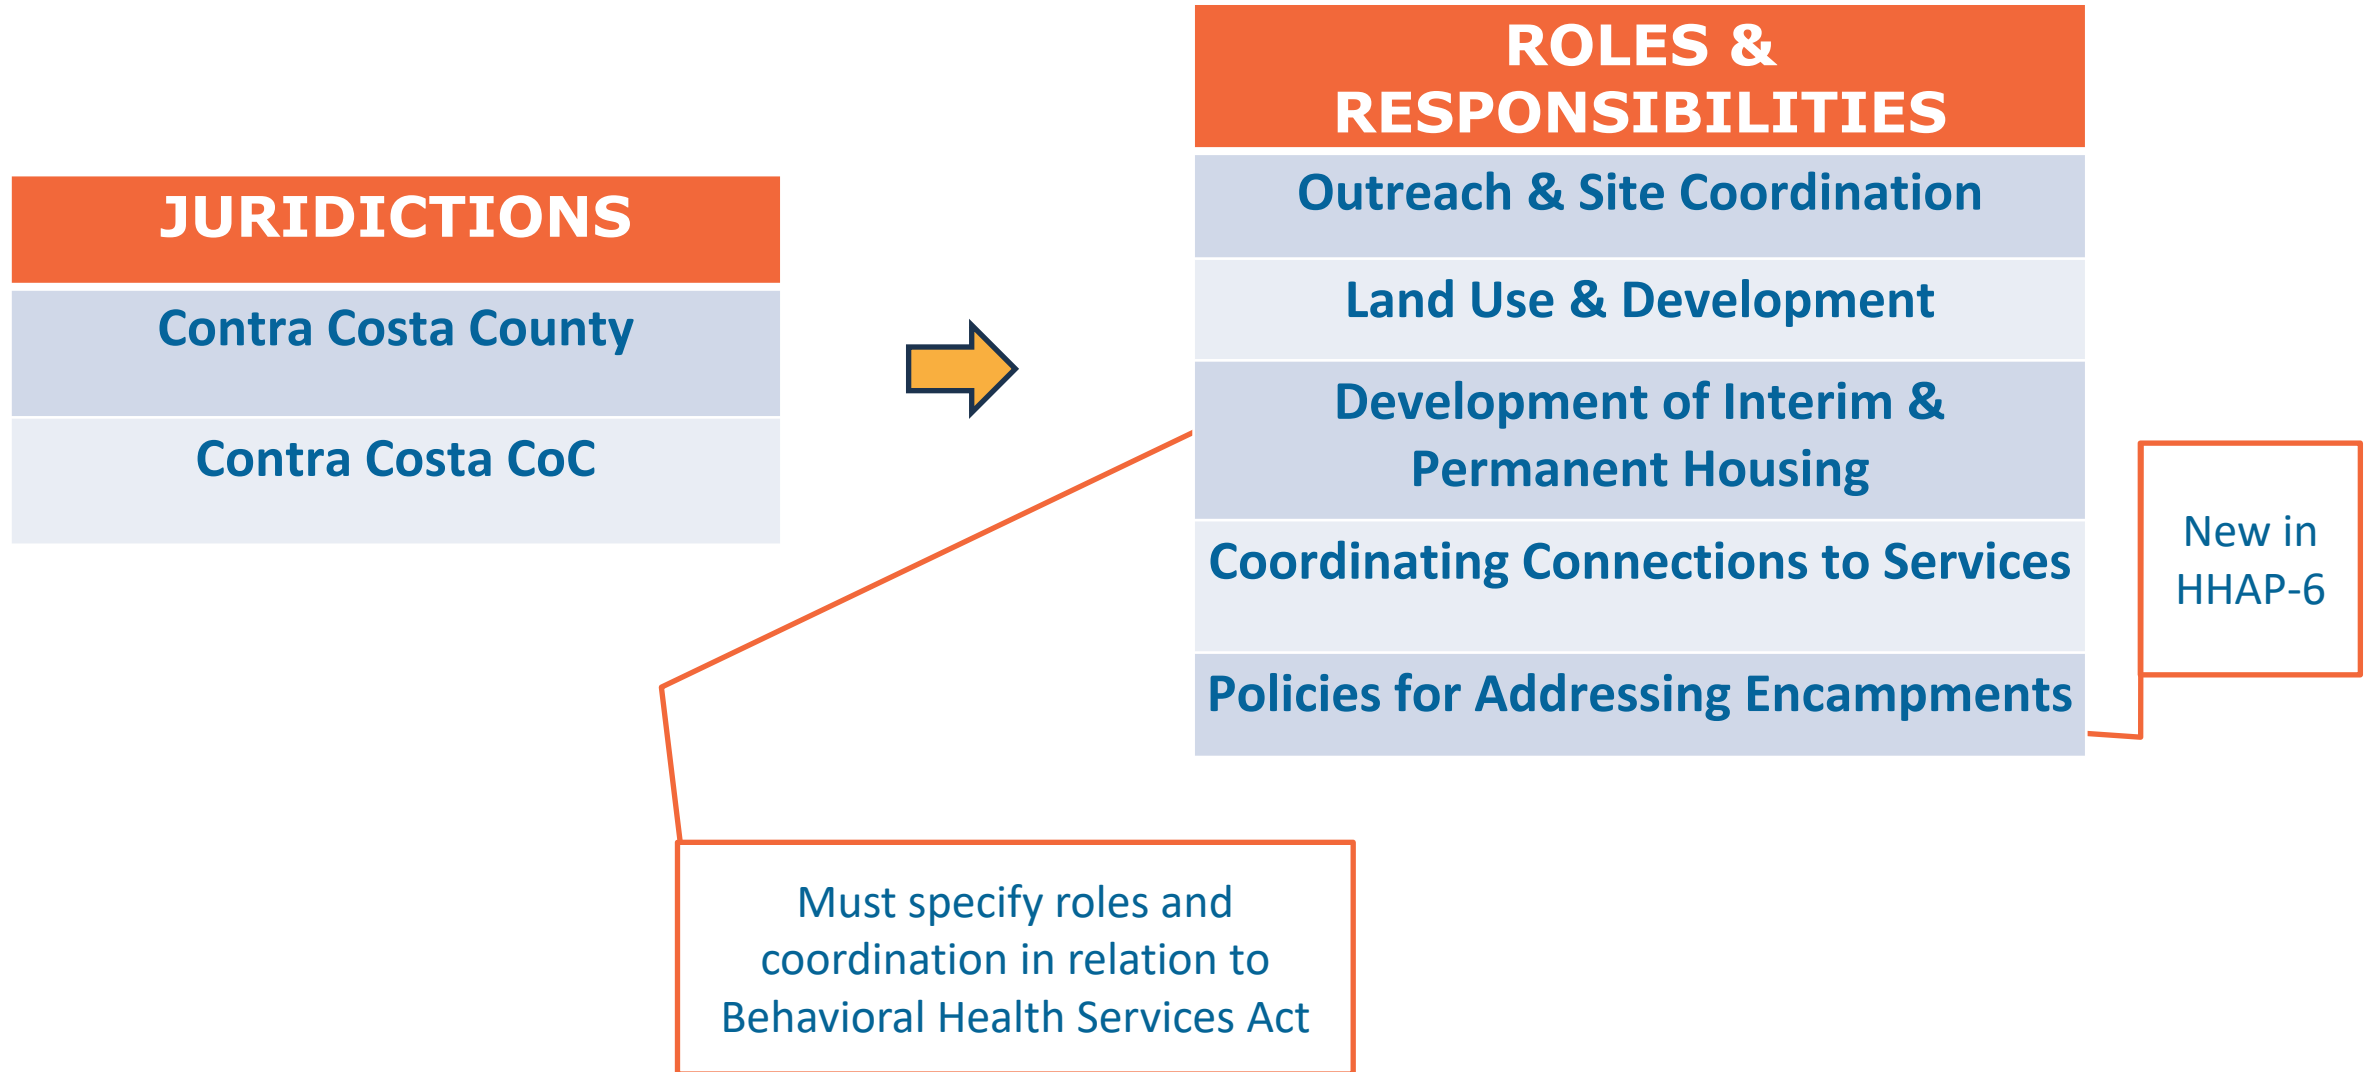 JURIDICTIONS
Contra Costa County
Contra Costa CoC
ROLES &
RESPONSIBILITIES
Outreach & Site Coordination
Land Use & Development
Development of Interim &
Permanent Housing
Coordinating Connections to Services
Policies for Addressing Encampments
New in
HHAP-6
Must specify roles and
coordination in relation to
Behavioral Health Services Act